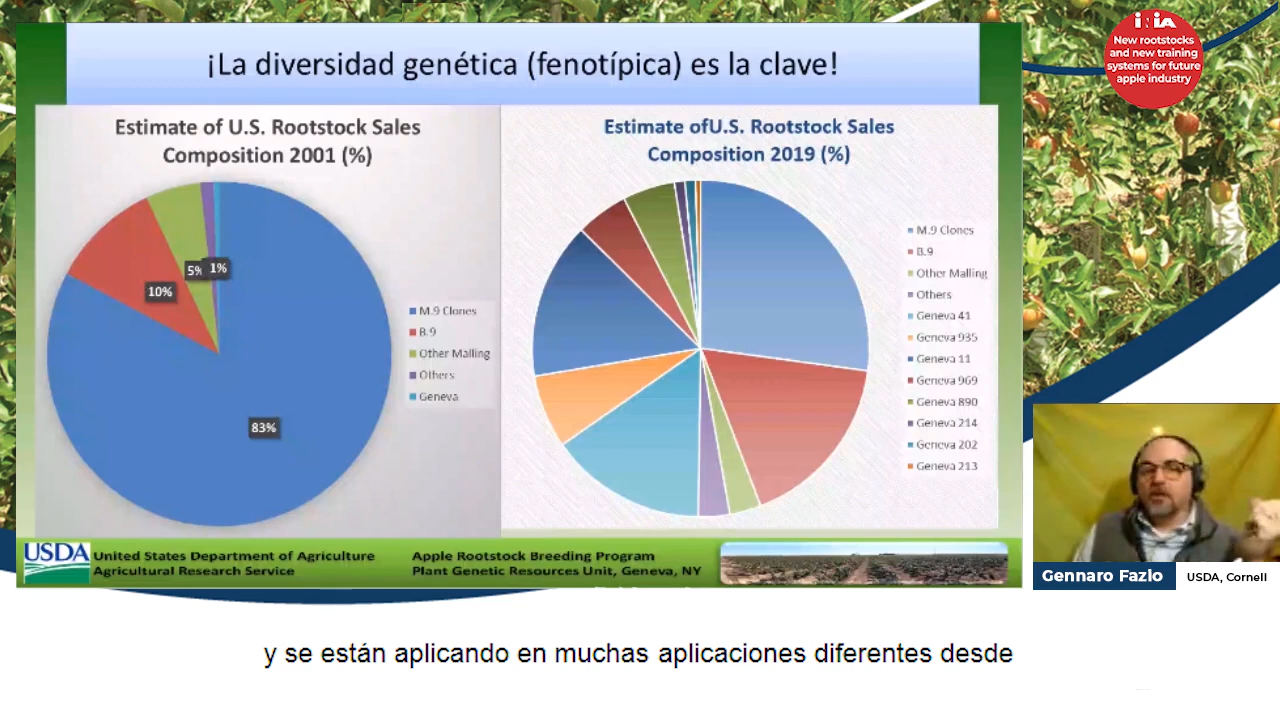 ¡La diversidad genética (fenotípica) es la clave!
Estimate of U.S. Rootstock Sales
Composition 2001 (%)
83%
10%
5%
1%
M.9 Clones
B.9
Other Malling
Others
Geneva
Estimate ofU.S. Rootstock Sales
Composition 2019 (%)
M.9 Clones
B.9
Other Malling
Others
Geneva 41
Geneva 935
Geneva 11
Geneva 969
Geneva 890
Geneva 214
Geneva 202
Geneva 213
USDA
United States Department of Agriculture
Agricultural Research Service
Apple Rootstock Breeding Program
Plant Genetic Resources Unit, Geneva, NY
iNiA
New rootstocks
and new training
systems for future
apple industry
Gennaro Fazio
USDA, Cornell
y se están aplicando en muchas aplicaciones diferentes desde